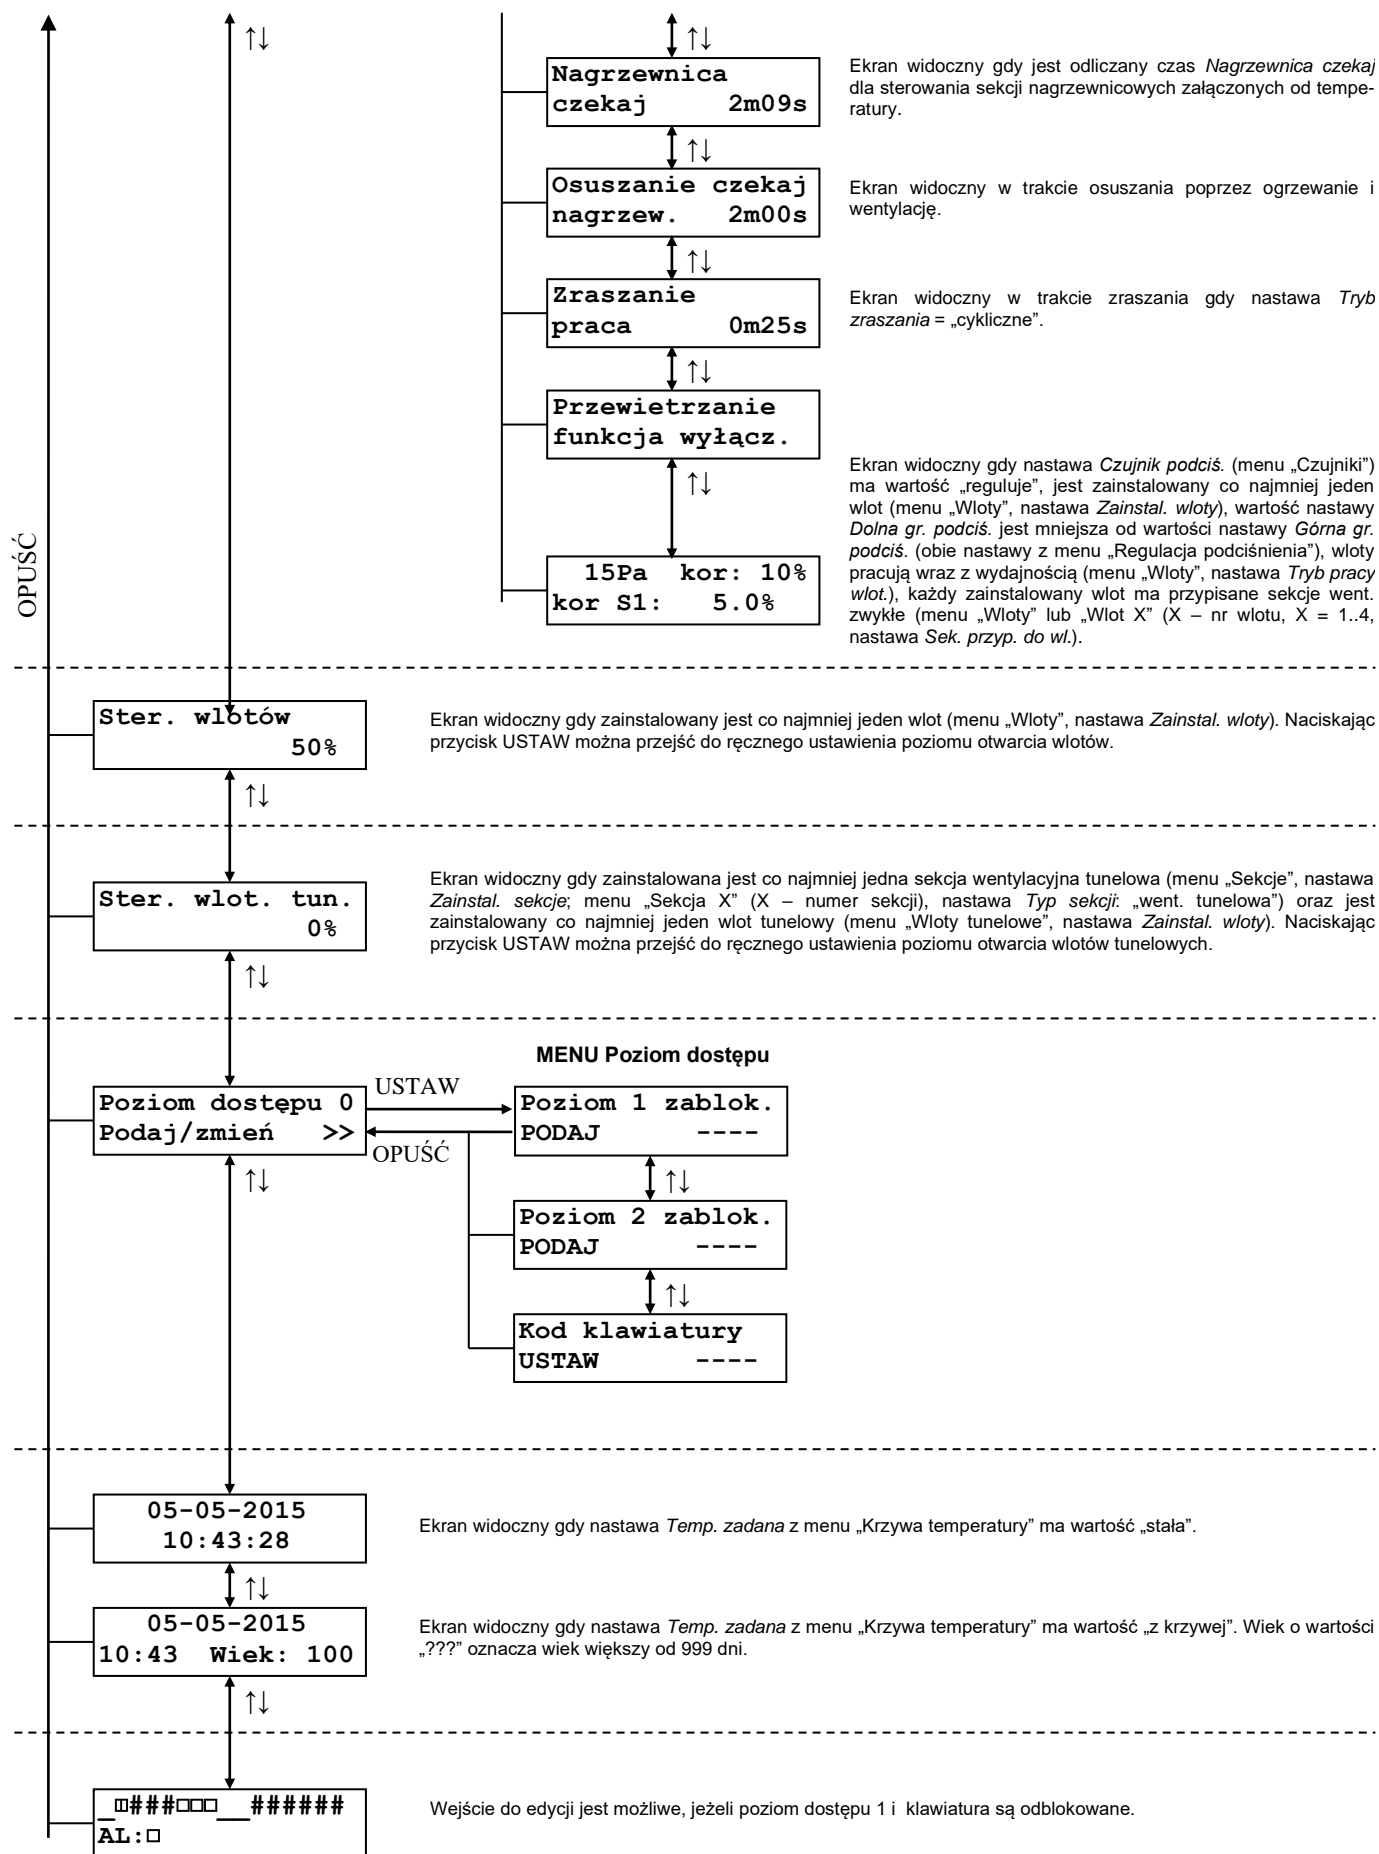 ↑↓
↑↓
Nagrzewnica
czekaj 2m09s
Ekran widoczny gdy jest odliczany czas Nagrzewnica czekaj
dla sterowania sekcji nagrzewnicowych załączonych od tempe-
ratury.
↑↓
Osuszanie czekaj
nagrzew. 2m00s
Ekran widoczny w trakcie osuszania poprzez ogrzewanie i
wentylację.
↑↓
Zraszanie
praca 0m25s
Ekran widoczny w trakcie zraszania gdy nastawa Tryb
zraszania = „cykliczne”.
↑↓
Przewietrzanie
funkcja wyłącz.
↑↓
Ekran widoczny gdy nastawa Czujnik podciś. (menu „Czujniki”)
ma wartość „reguluje”, jest zainstalowany co najmniej jeden
wlot (menu „Wloty”, nastawa Zainstal. wloty), wartość nastawy
Dolna gr. podciś. jest mniejsza od wartości nastawy Górna gr.
podciś. (obie nastawy z menu „Regulacja podciśnienia”), wloty
pracują wraz z wydajnością (menu „Wloty”, nastawa Tryb pracy
wlot.), każdy zainstalowany wlot ma przypisane sekcje went.
zwykłe (menu „Wloty” lub „Wlot X” (X – nr wlotu, X = 1..4,
nastawa Sek. przyp. do wl.).
15Pa kor: 10%
kor S1: 5.0%
OPUŚĆ
Ster. wlotów
50%
Ekran widoczny gdy zainstalowany jest co najmniej jeden wlot (menu „Wloty”, nastawa Zainstal. wloty). Naciskając
przycisk USTAW można przejść do ręcznego ustawienia poziomu otwarcia wlotów.
↑↓
Ster. wlot. tun.
0%
Ekran widoczny gdy zainstalowana jest co najmniej jedna sekcja wentylacyjna tunelowa (menu „Sekcje”, nastawa
Zainstal. sekcje; menu „Sekcja X” (X – numer sekcji), nastawa Typ sekcji: „went. tunelowa”) oraz jest
zainstalowany co najmniej jeden wlot tunelowy (menu „Wloty tunelowe”, nastawa Zainstal. wloty). Naciskając
przycisk USTAW można przejść do ręcznego ustawienia poziomu otwarcia wlotów tunelowych.
↑↓
MENU Poziom dostępu
Poziom dostępu 0
Podaj/zmień >>
USTAW
OPUŚĆ
Poziom 1 zablok.
PODAJ ----
↑↓
↑↓
Poziom 2 zablok.
PODAJ ----
↑↓
Kod klawiatury
USTAW ----
05-05-2015
10:43:28
Ekran widoczny gdy nastawa Temp. zadana z menu „Krzywa temperatury” ma wartość „stała”.
↑↓
05-05-2015
10:43 Wiek: 100
Ekran widoczny gdy nastawa Temp. zadana z menu „Krzywa temperatury” ma wartość „z krzywej”. Wiek o wartości
„???” oznacza wiek większy od 999 dni.
↑↓
_◫###□□□__######
AL:□
Wejście do edycji jest możliwe, jeżeli poziom dostępu 1 i klawiatura są odblokowane.